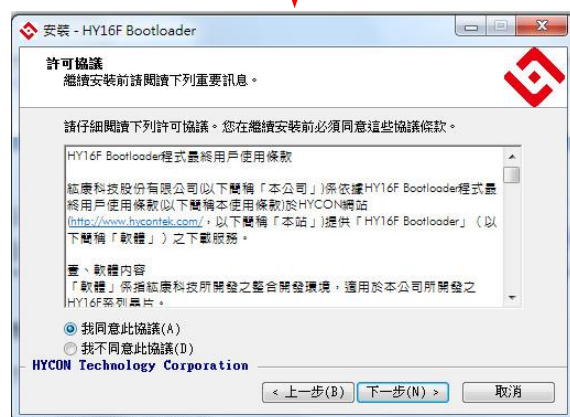 安裝 - HY16F Bootloader
許可協議
繼續安裝前請閱讀下列重要訊息。
請仔細閱讀下列許可協議。您在繼續安裝前必須同意這些協議條款。
HY16F Bootloader程式最終用戶使用條款
紘康科技股份有限公司(以下簡稱「本公司」)係依據HY16F Bootloader程式最
終用戶使用條款(以下簡稱本使用條款)於HYCON網站
(http://www.hycontek.com/，以下簡稱「本站」)提供「HY16F Bootloader」（以
下簡稱「軟體」）之下載服務。
壹、軟體內容
「軟體」係指紘康科技所開發之整合開發環境，適用於本公司所開發之
HY16F系列晶片。
我同意此協議(A)
我不同意此協議(D)
HYCON Technology Corporation
< 上一步(B)
下一步(N) >
取消